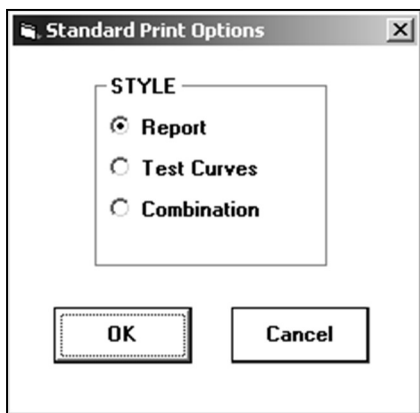 Standard Print Options
STYLE
Report
Test Curves
Combination
OK Cancel